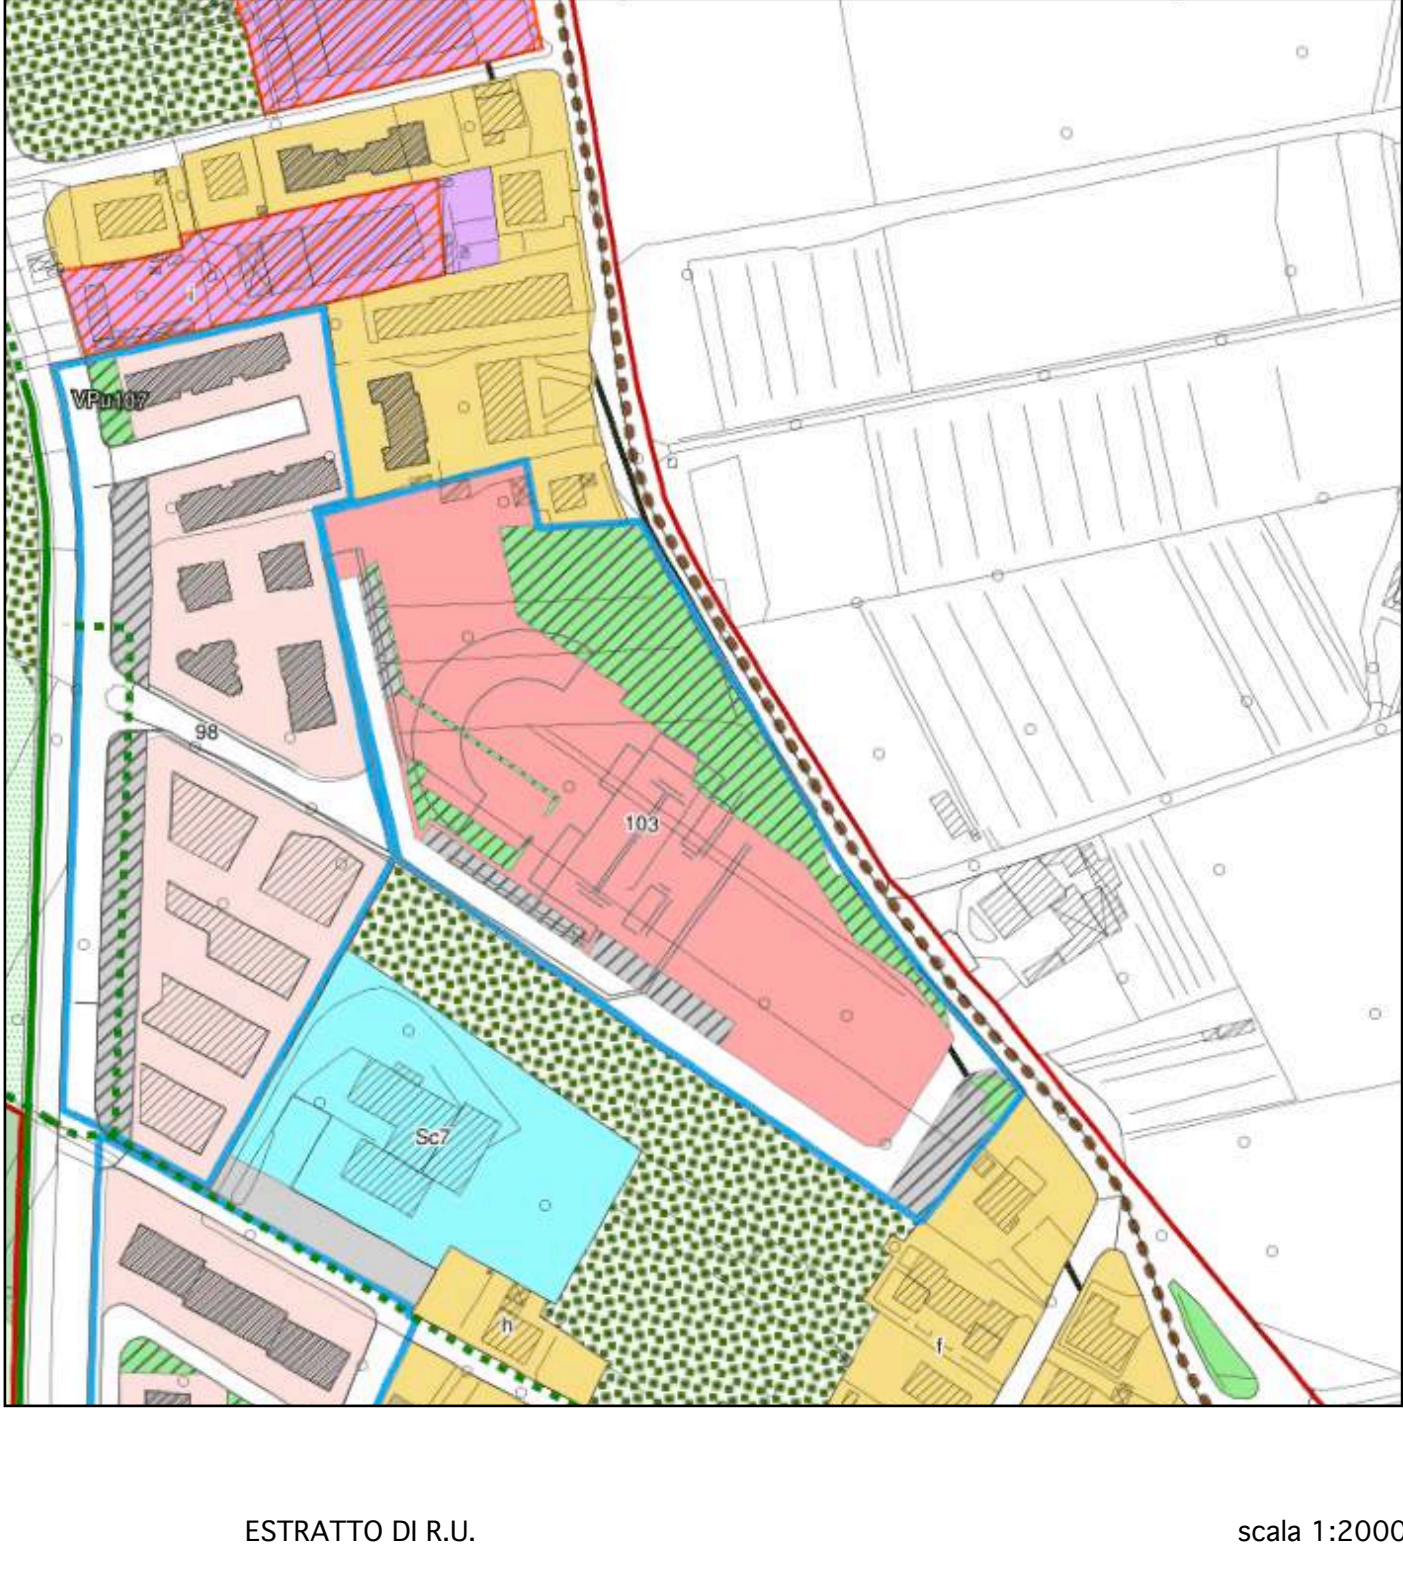 i
VPu107
98
103
Sc7
h
f
ESTRATTO DI R.U.
scala 1:2000